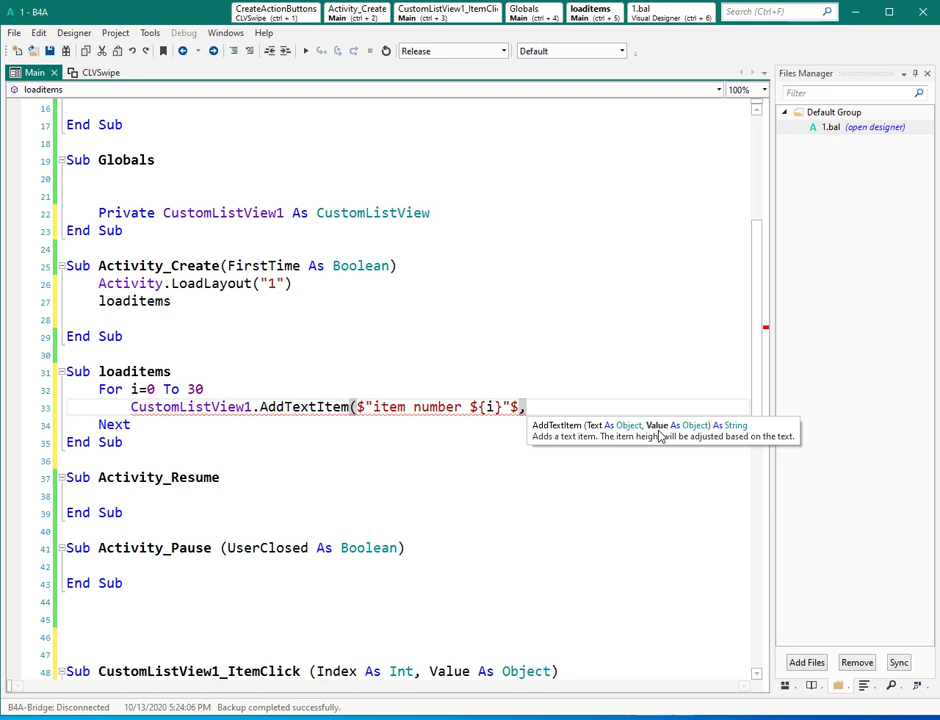 1 - B4A
CreateActionButtons
CLVSwipe (ctrl + 1)
Activity_Create
Main (ctrl + 2)
CustomListView1_ItemCli
Main (ctrl + 3)
Globals
Main (ctrl + 4)
loaditems
Main (ctrl + 5)
1.bal
Visual Designer (ctrl + 6)
Search (Ctrl+F)
File Edit Designer Project Tools Debug Windows Help
Release
Default
Main
CLVSwipe
loaditems
100%
16
17 End Sub
18
19 Sub Globals
20
21
22 Private CustomListView1 As CustomListView
23 End Sub
24
25 Sub Activity_Create(FirstTime As Boolean)
26 Activity.LoadLayout("1")
27 loaditems
28
29 End Sub
30
31 Sub loaditems
32 For i=0 To 30
33 CustomListView1.AddTextItem($"item number ${i}"$,
34 Next
35 End Sub
36
37 Sub Activity_Resume
38
39 End Sub
40
41 Sub Activity_Pause (UserClosed As Boolean)
42
43 End Sub
44
45
46
47
48 Sub CustomListView1_ItemClick (Index As Int, Value As Object)
AddTextItem (Text As Object, Value As Object) As String
Adds a text item. The item height will be adjusted based on the text.
Files Manager
Filter
Default Group
1.bal (open designer)
Add Files
Remove
Sync
B4A-Bridge: Disconnected
10/13/2020 5:24:06 PM Backup completed successfully.